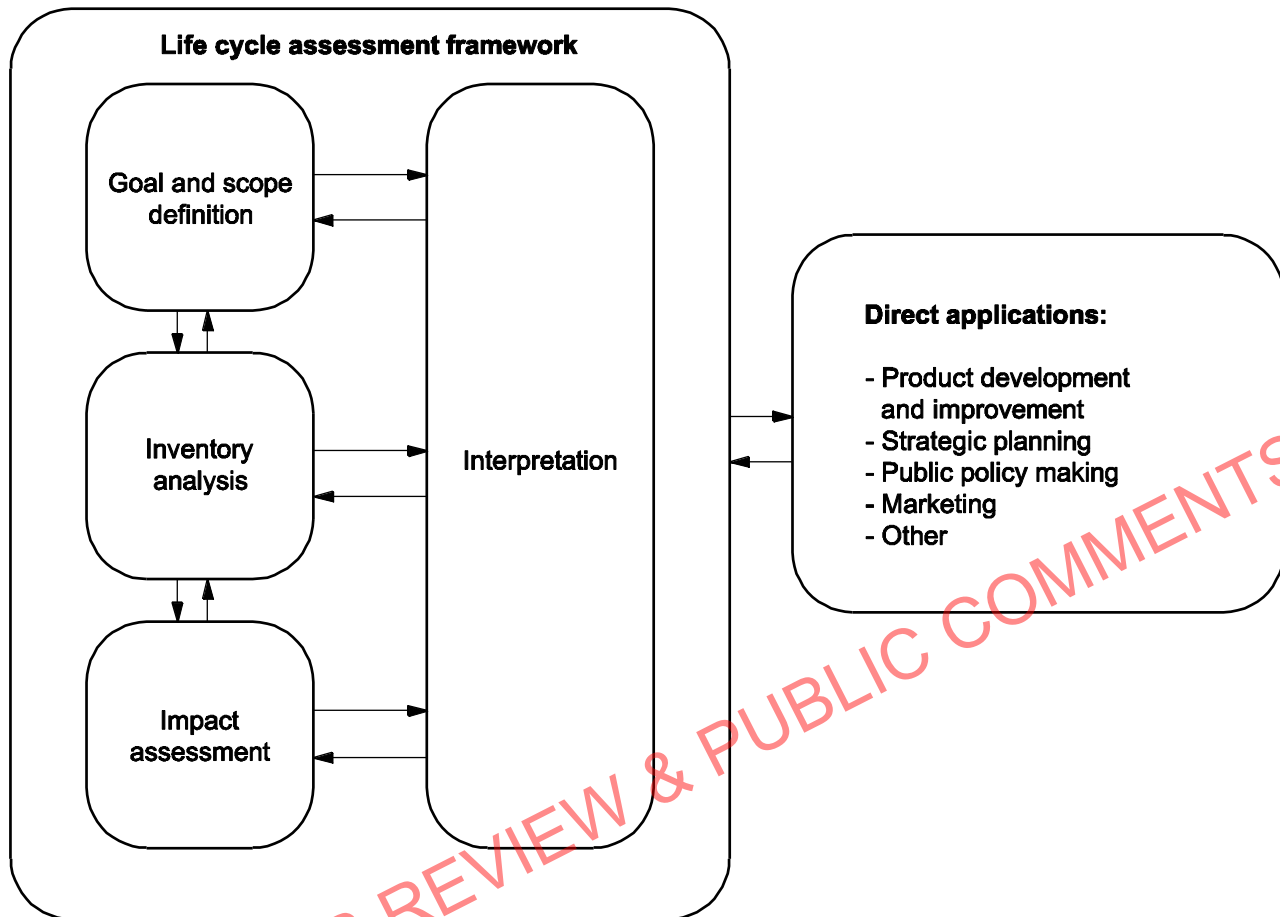 Life cycle assessment framework
Goal and scope
definition
Inventory
analysis
Impact
assessment
Interpretation
Direct applications:
- Product development
and improvement
- Strategic planning
- Public policy making
- Marketing
- Other
REVIEW & PUBLIC COMMENTS